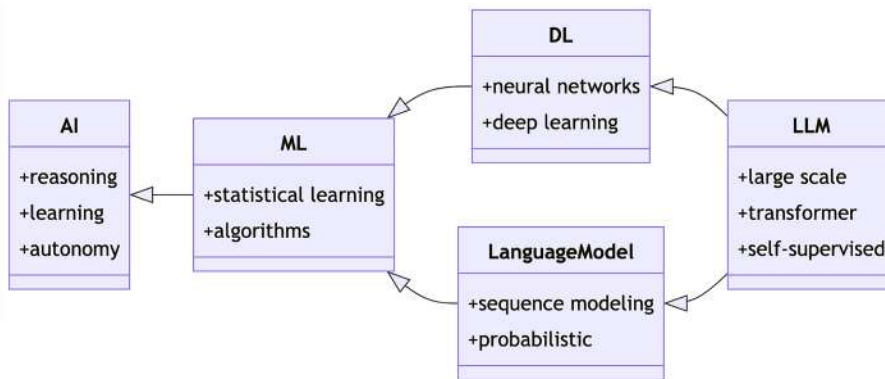 AI
+reasoning
+learning
+autonomy
ML
+statistical learning
+algorithms
DL
+neural networks
+deep learning
LanguageModel
+sequence modeling
+probabilistic
LLM
+large scale
+transformer
+self-supervised